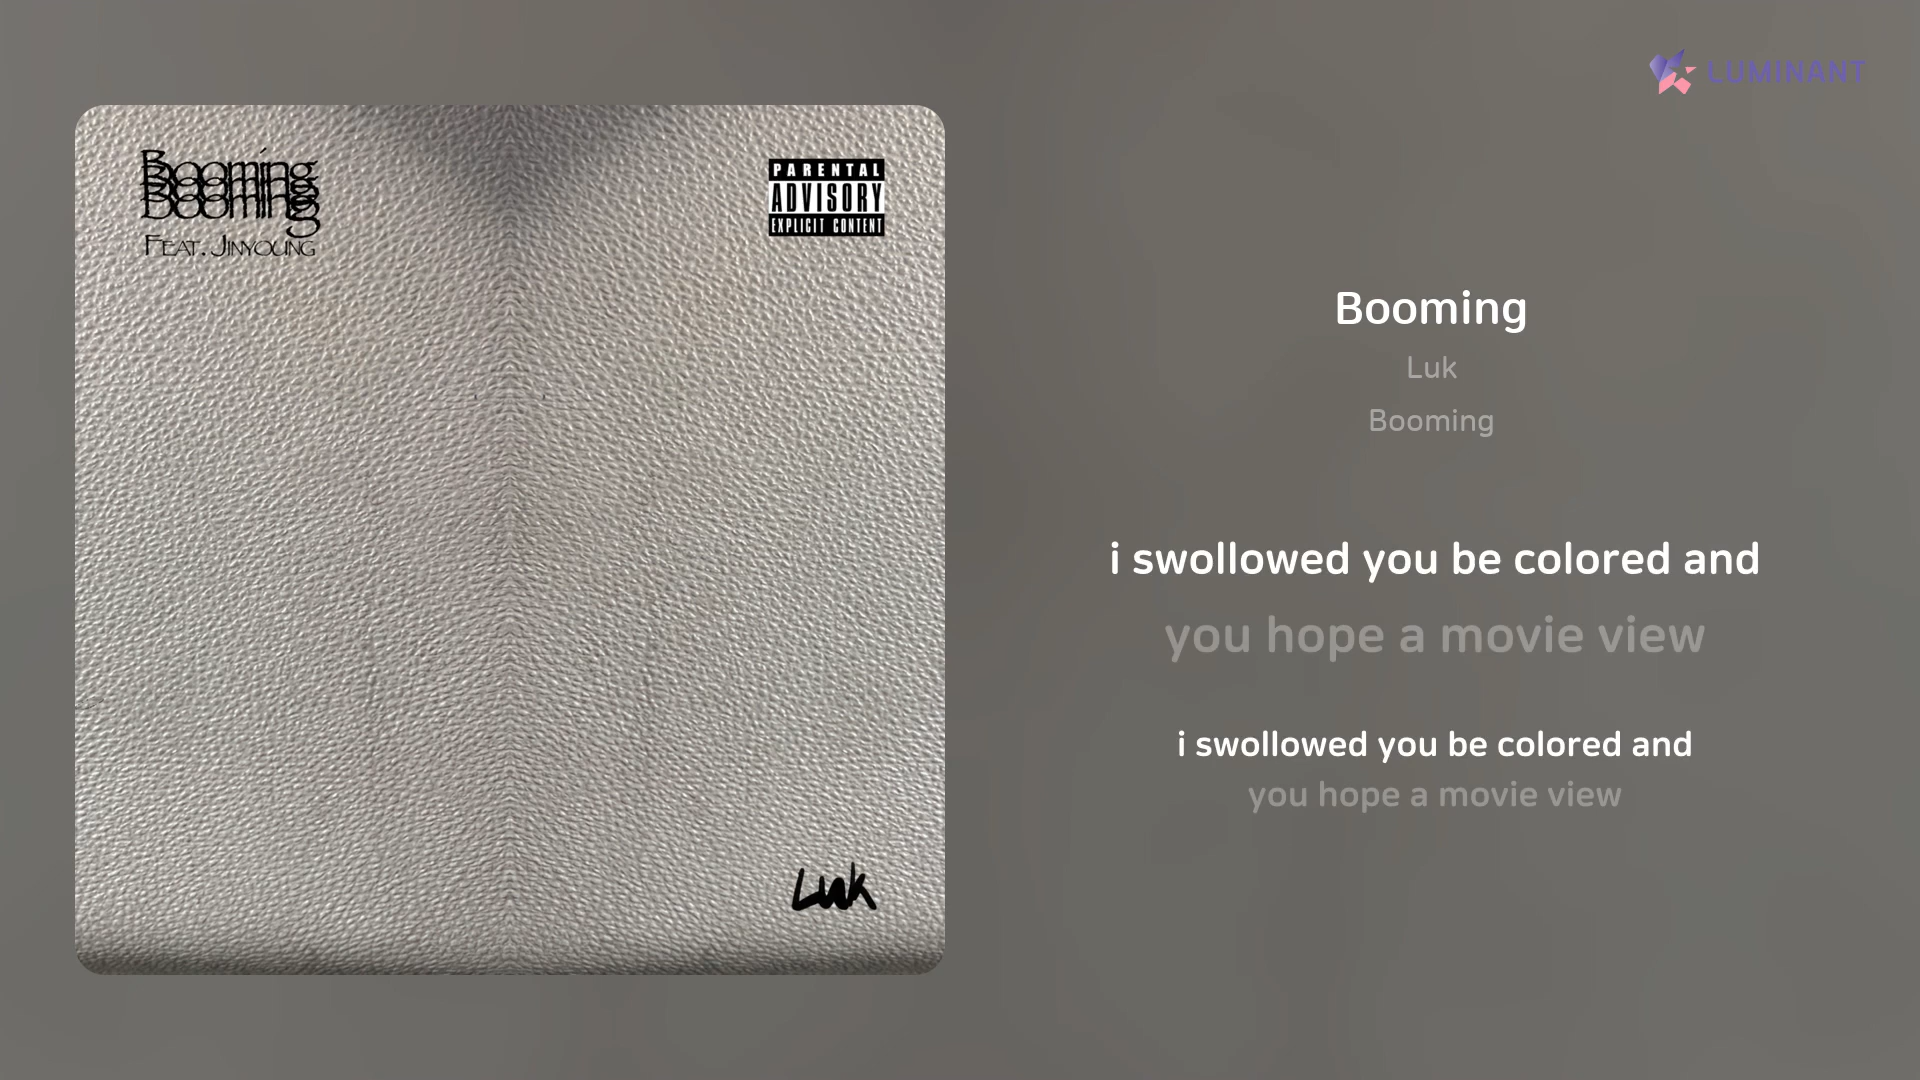 Booming
Booming
Booming
FEAT. JINYOUNG
PARENTAL
ADVISORY
EXPLICIT CONTENT
Luk
LUMINANT
Booming
Luk
Booming
i swollowed you be colored and
you hope a movie view
i swollowed you be colored and
you hope a movie view